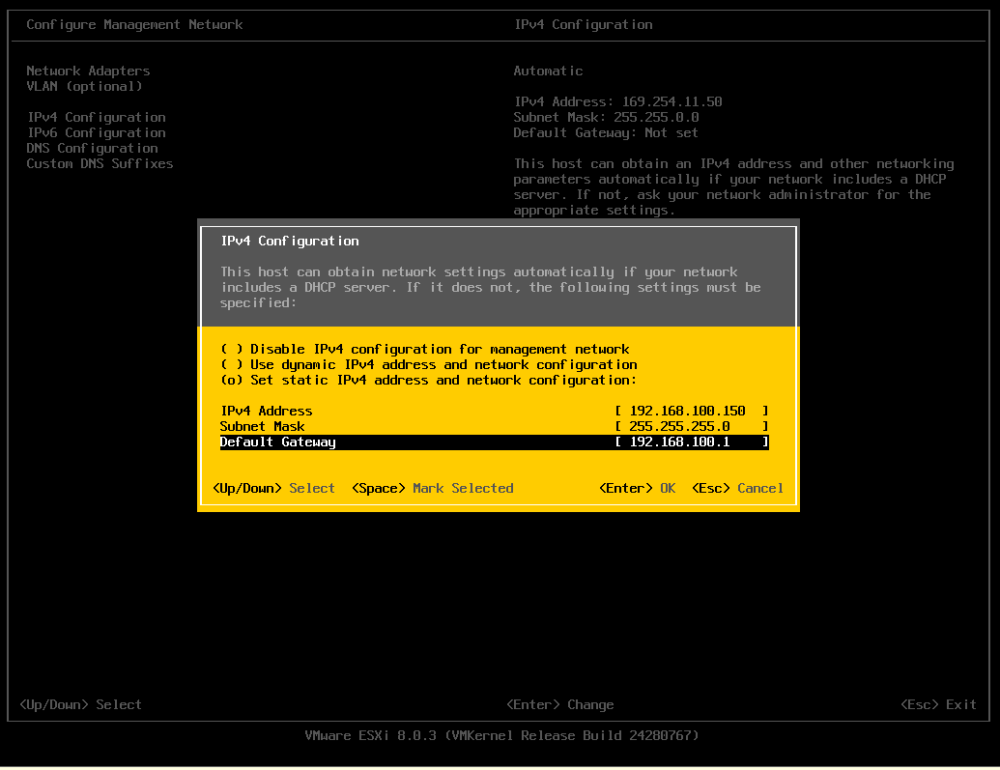 Configure Management Network
IPv4 Configuration
Network Adapters
VLAN (optional)
IPv4 Configuration
IPv6 Configuration
DNS Configuration
Custom DNS Suffixes
Automatic
IPv4 Address: 169.254.11.50
Subnet Mask: 255.255.0.0
Default Gateway: Not set
This host can obtain an IPv4 address and other networking
parameters automatically if your network includes a DHCP
server. If not, ask your network administrator for the
appropriate settings.
IPv4 Configuration
This host can obtain network settings automatically if your network
includes a DHCP server. If it does not, the following settings must be
specified:
( ) Disable IPv4 configuration for management network
( ) Use dynamic IPv4 address and network configuration
(o) Set static IPv4 address and network configuration:
IPv4 Address [ 192.168.100.150 ]
Subnet Mask [ 255.255.255.0 ]
Default Gateway [ 192.168.100.1 ]
<Up/Down> Select <Space> Mark Selected <Enter> OK <Esc> Cancel
<Up/Down> Select <Enter> Change <Esc> Exit
VMware ESXi 8.0.3 (VMKernel Release Build 24280767)